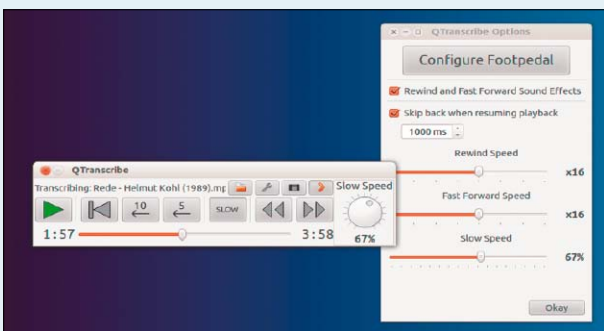 QTranscribe Options
Configure Footpedal
Rewind and Fast Forward Sound Effects
Skip back when resuming playback
1000 ms
Rewind Speed
x16
Fast Forward Speed
x16
Slow Speed
67%
Okay
QTranscribe
Transcribing: Rede - Helmut Kohl (1989).mp
Slow Speed
10
5
SLOW
1:57
3:58
67%